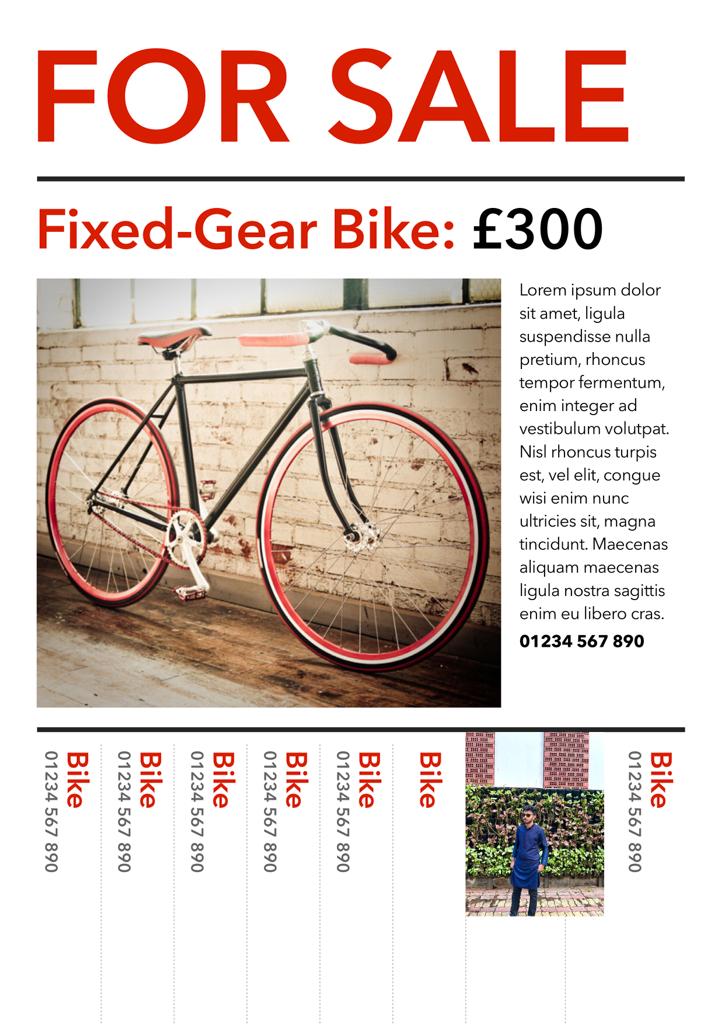 FOR SALE
Fixed-Gear Bike: £300
Lorem ipsum dolor
sit amet, ligula
suspendisse nulla
pretium, rhoncus
tempor fermentum,
enim integer ad
vestibulum volutpat.
Nisl rhoncus turpis
est, vel elit, congue
wisi enim nunc
ultricies sit, magna
tincidunt. Maecenas
aliquam maecenas
ligula nostra sagittis
enim eu libero cras.
01234 567 890
Bike
01234 567 890
Bike
01234 567 890
Bike
01234 567 890
Bike
01234 567 890
Bike
01234 567 890
Bike
Bike
01234 567 890